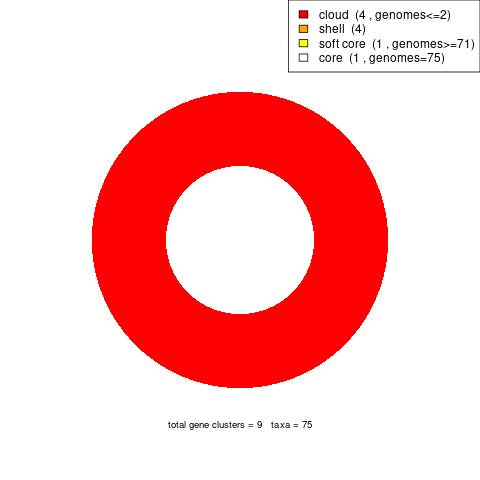 cloud (4 , genomes<=2)
shell (4)
soft core (1 , genomes>=71)
core (1 , genomes=75)
total gene clusters = 9 taxa = 75